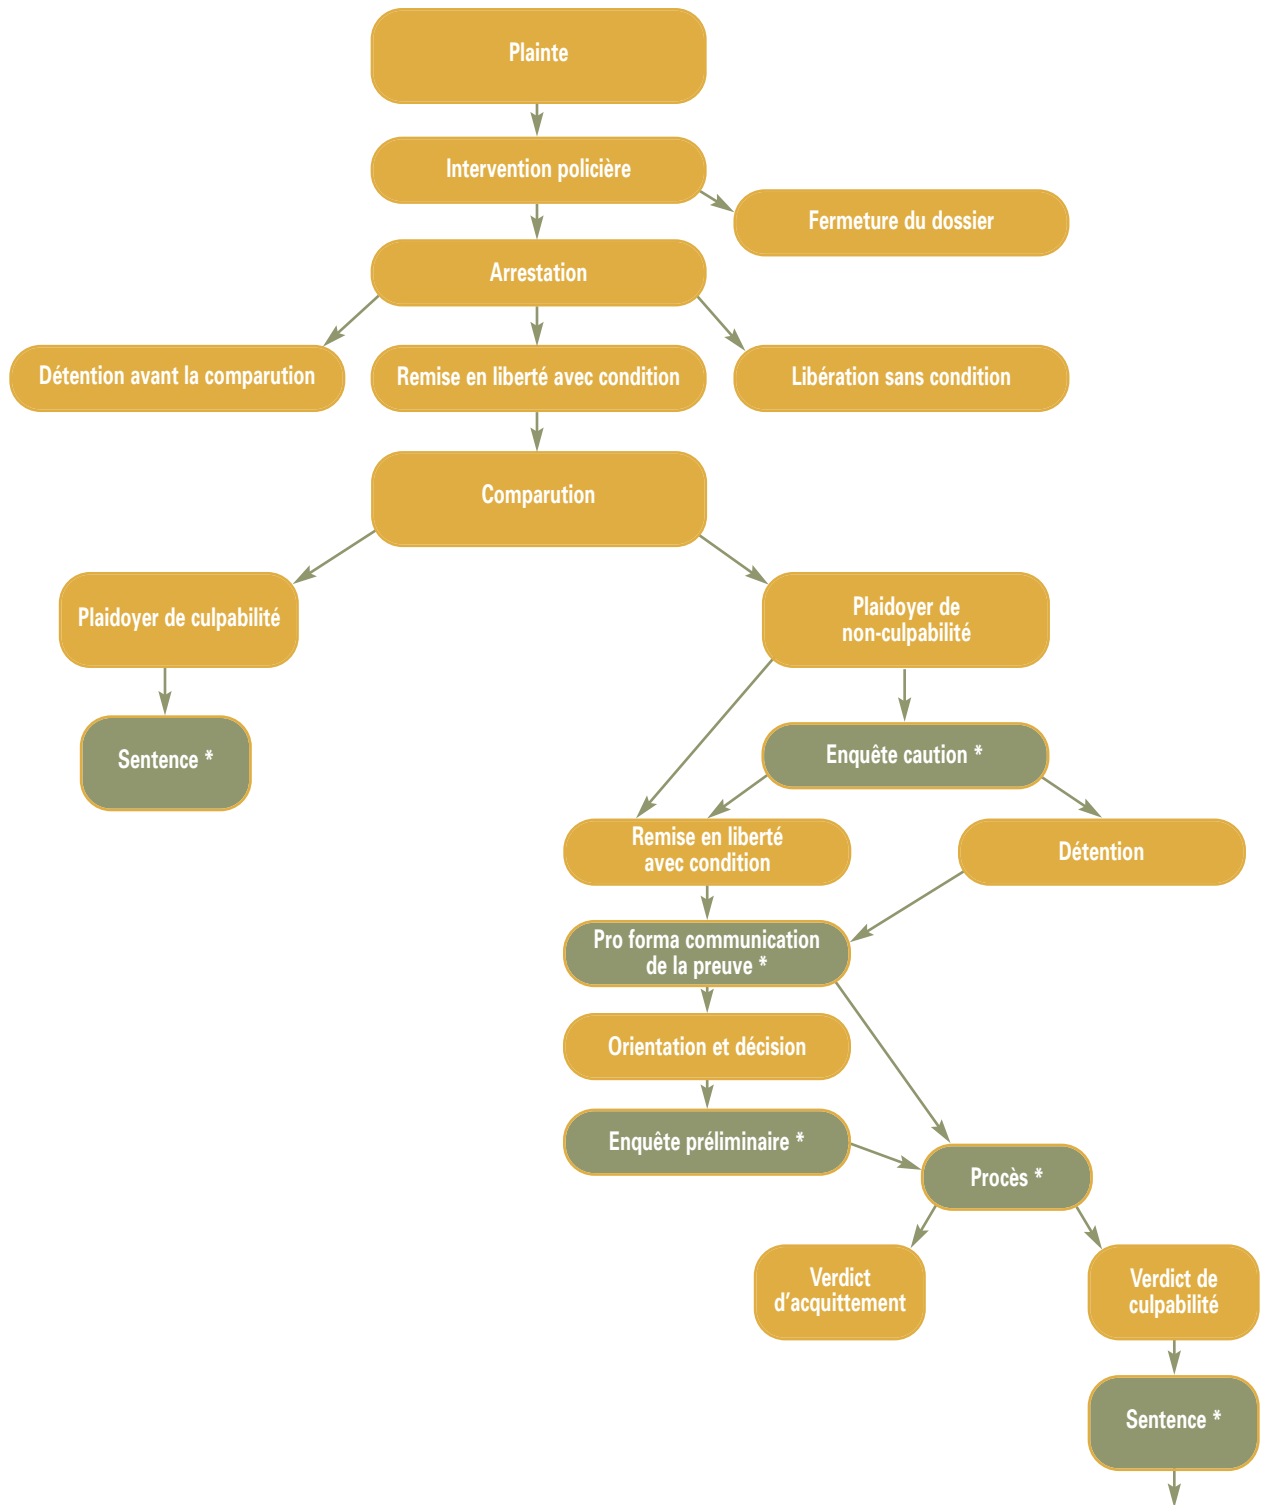 Plainte
Intervention policière
Fermeture du dossier
Arrestation
Détention avant la comparution
Remise en liberté avec condition
Libération sans condition
Comparution
Plaidoyer de culpabilité
Plaidoyer de
non-culpabilité
Sentence *
Enquête caution *
Remise en liberté
avec condition
Détention
Pro forma communication
de la preuve *
Orientation et décision
Enquête préliminaire *
Procès *
Verdict
d’acquittement
Verdict de
culpabilité
Sentence *